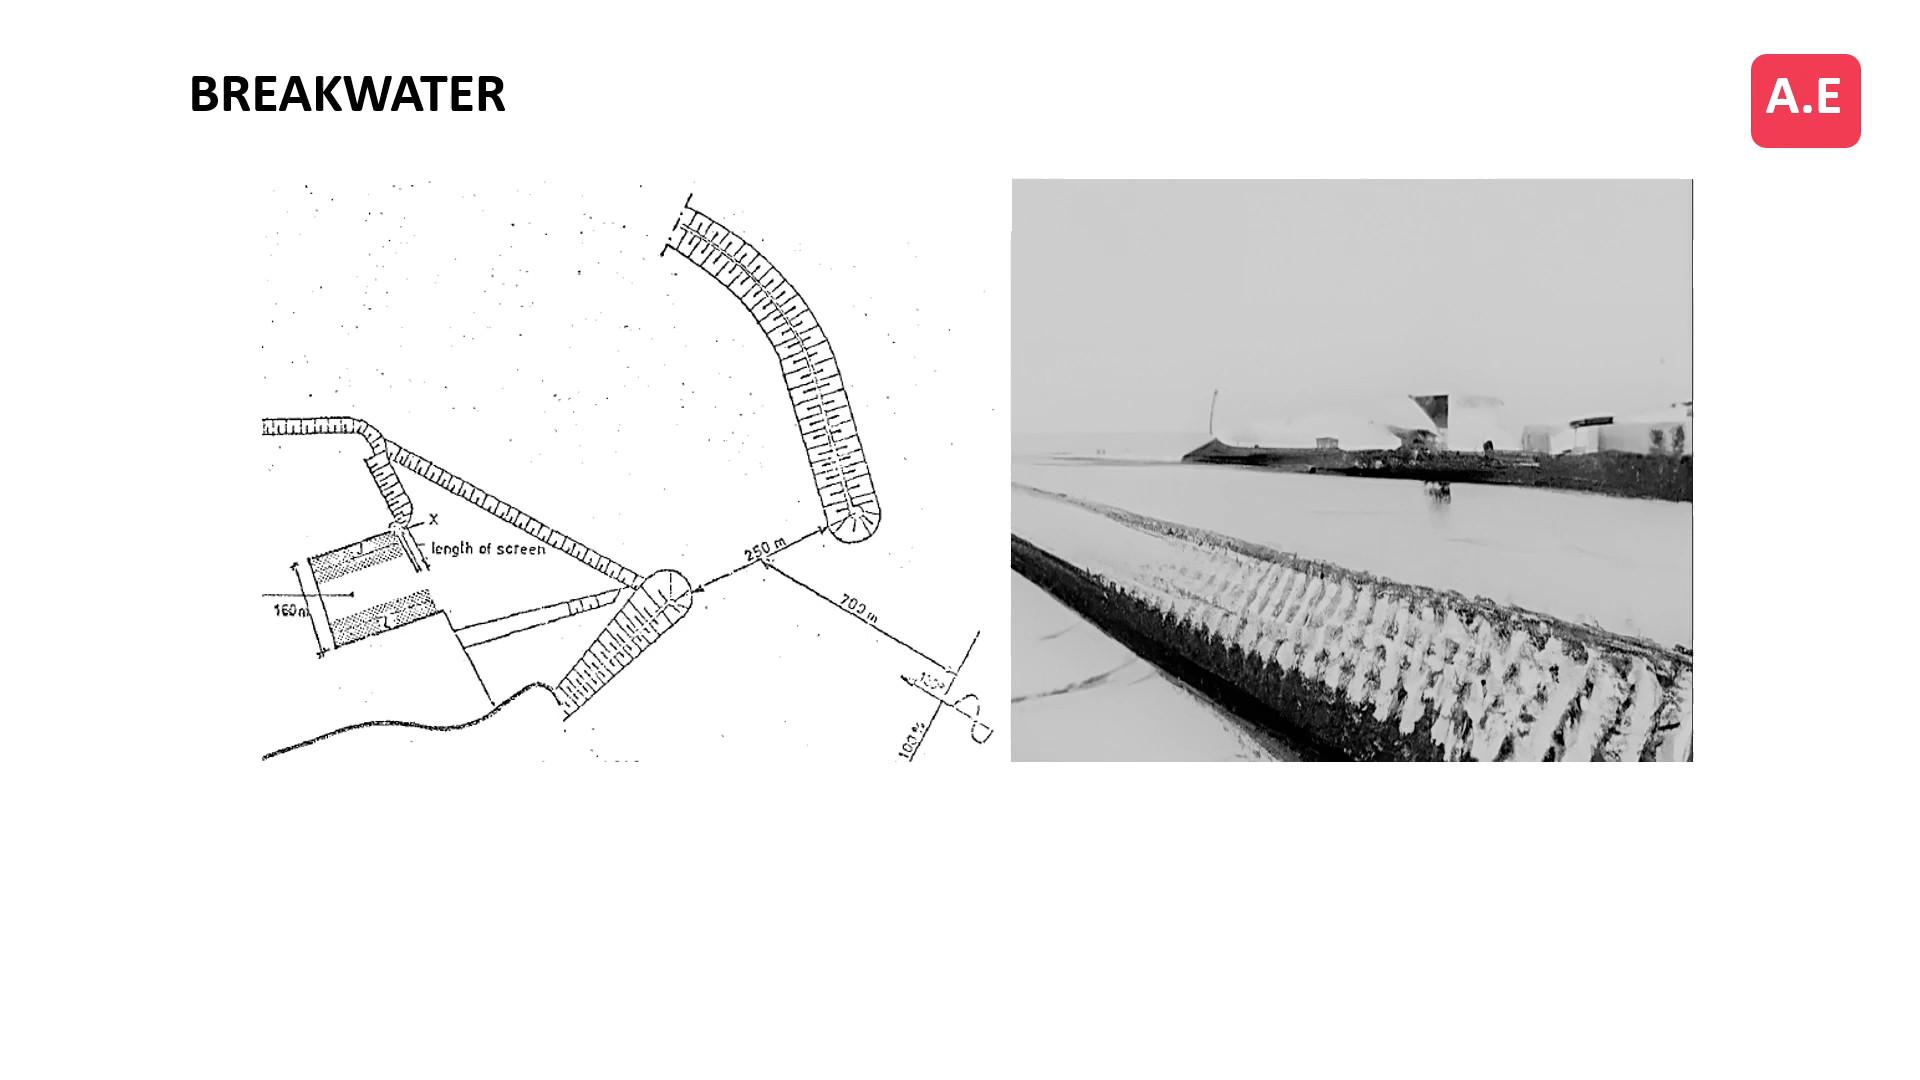 BREAKWATER
A.E
X
length of screen
250 m
160 m
700 m
100%